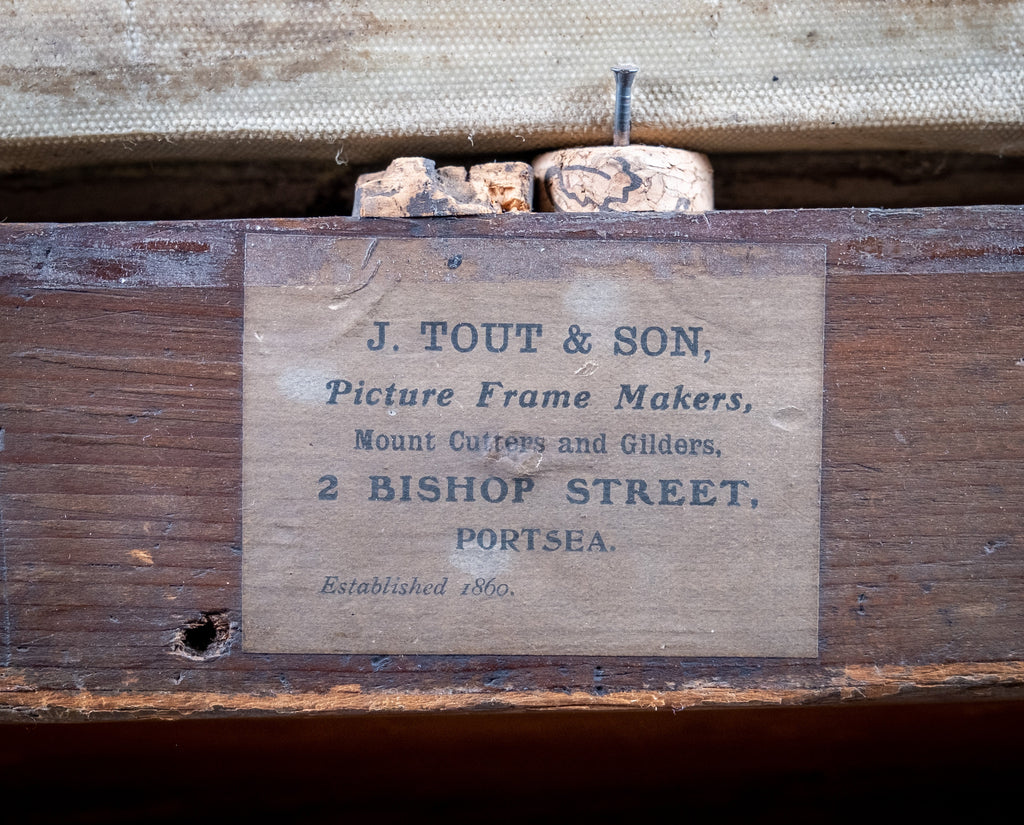 J. TOUT & SON,
Picture Frame Makers,
Mount Cutters and Gilders,
2 BISHOP STREET,
PORTSEA.
Established 1860.